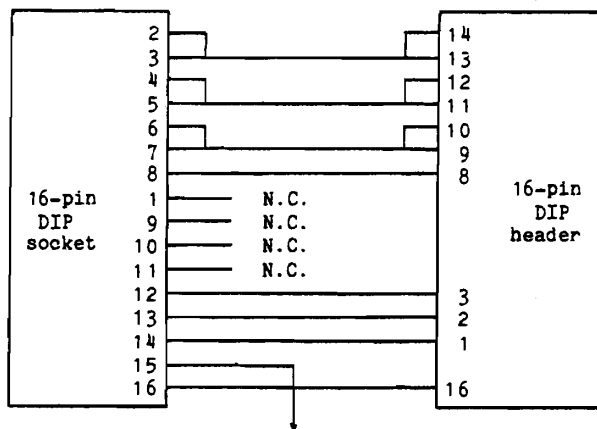 2 14
3 13
4 12
5 11
6 10
7 9
8 8
1 N.C.
9 N.C.
10 N.C.
11 N.C.
12 3
13 2
14 1
15
16 16
16-pin
DIP
socket
16-pin
DIP
header